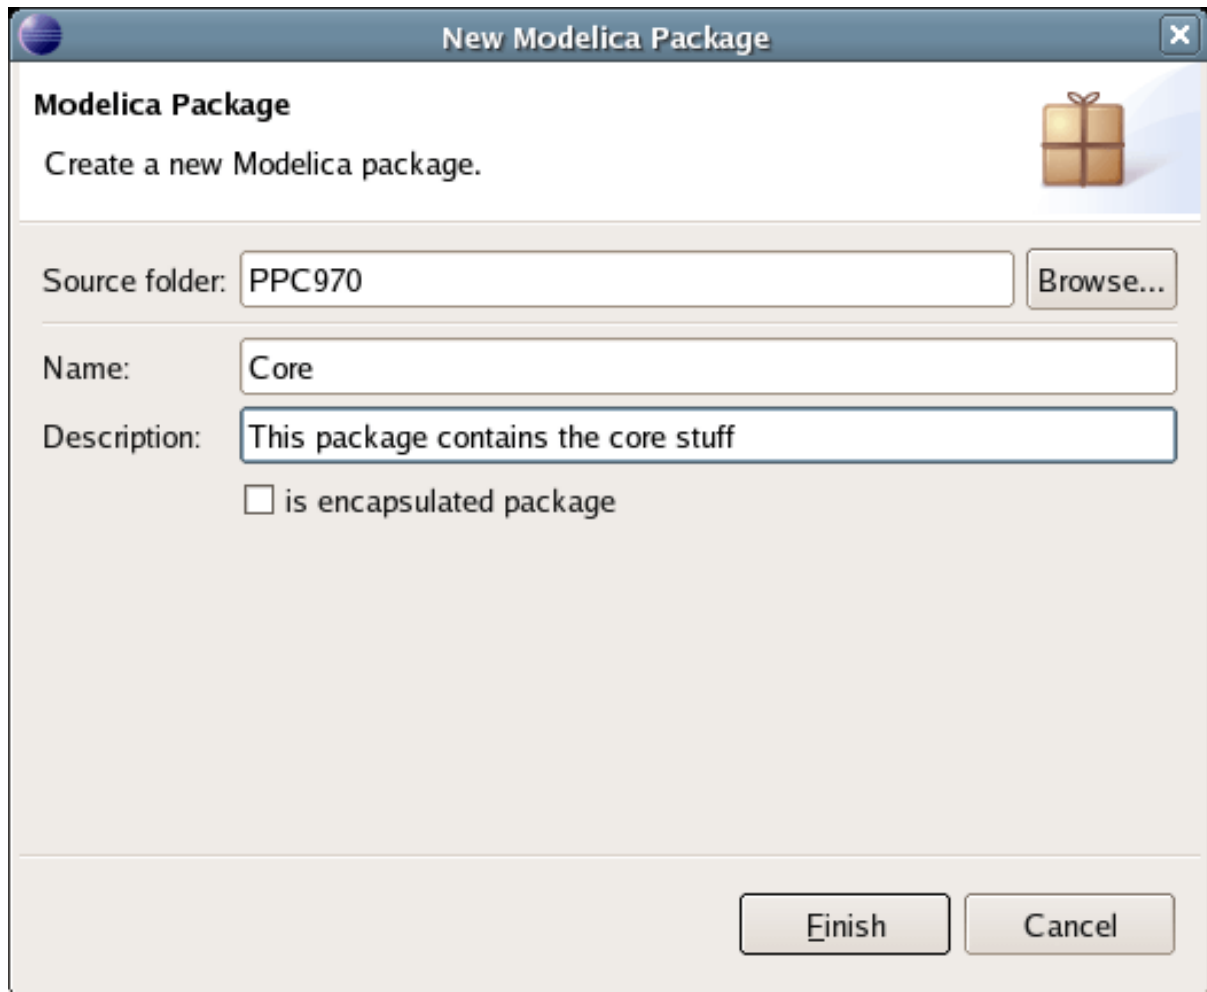 New Modelica Package
Modelica Package
Create a new Modelica package.
Source folder: PPC970 Browse...
Name: Core
Description: This package contains the core stuff
is encapsulated package
Finish Cancel